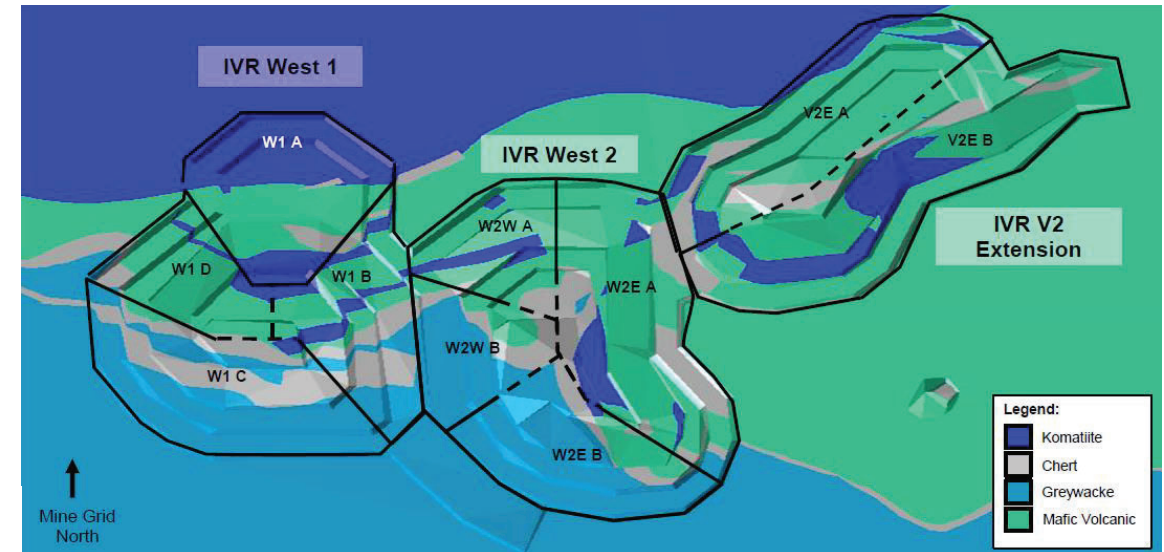 IVR West 1
W1 A
W1 D
W1 B
W1 C
IVR West 2
W2W A
W2E A
W2W B
W2E B
V2E A
V2E B
IVR V2
Extension
Mine Grid
North
Legend:
Komatiite
Chert
Greywacke
Mafic Volcanic